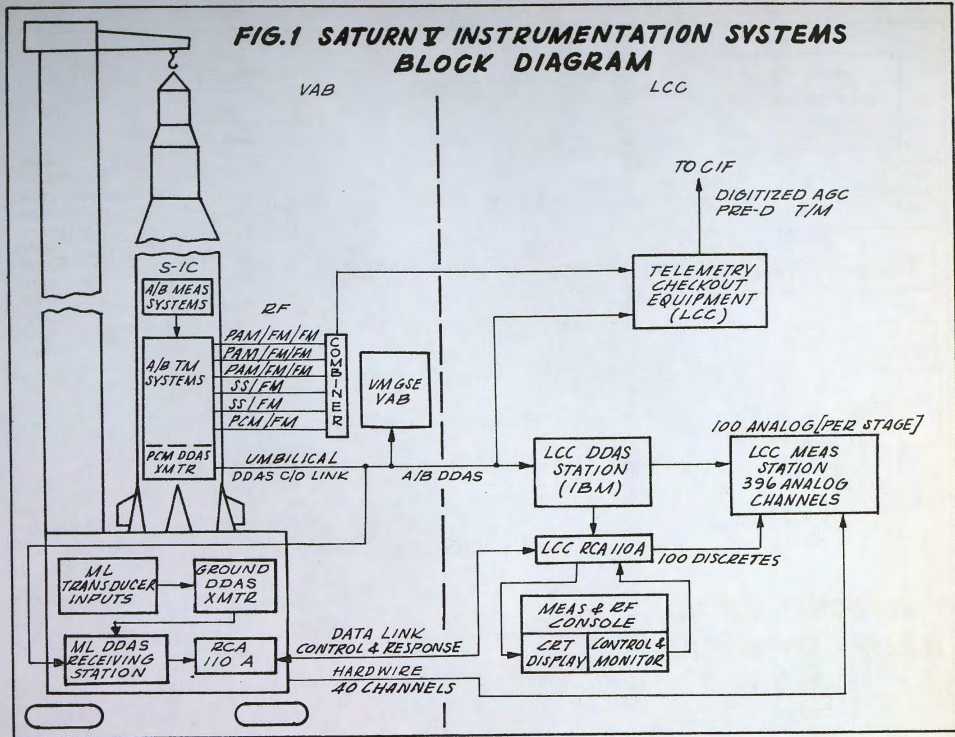 FIG.1 SATURN V INSTRUMENTATION SYSTEMS
BLOCK DIAGRAM
VAB
LCC
TO CIF
DIGITIZED AGC
PRE-D T/M
S-IC
A/B MEAS
SYSTEMS
RF
TELEMETRY
CHECKOUT
EQUIPMENT
(LCC)
A/B TM
SYSTEMS
PAM/FM/FM
PAM/FM/FM
PAM/FM/FM
SS/FM
SS/FM
PCM/FM
COMBINER
VMGSE
VAB
PCM DDAS
XMTR
UMBILICAL
DDAS C/O LINK
A/B DDAS
LCC DDAS
STATION
(IBM)
100 ANALOG [PER STAGE]
LCC MEAS
STATION
396 ANALOG
CHANNELS
LCC RCA 110A
100 DISCRETES
ML
TRANSDUCER
INPUTS
GROUND
DDAS
XMTR
MEAS & RF
CONSOLE
CRT
DISPLAY
CONTROL &
MONITOR
ML DDAS
RECEIVING
STATION
RCA
110 A
DATA LINK
CONTROL & RESPONSE
HARDWIRE
40 CHANNELS